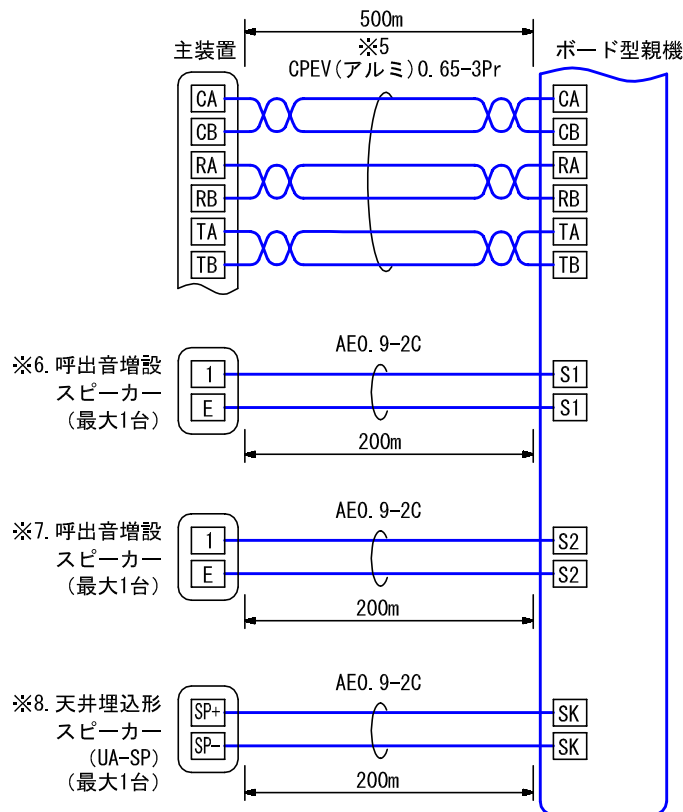 500m
主装置
※5
ボード型親機
CPEV(アルミ)0.65-3Pr
CA
CA
CB
CB
RA
RA
RB
RB
TA
TA
TB
TB
※6.呼出音増設
スピーカー
(最大1台)
AE0.9-2C
1
S1
E
S1
200m
※7.呼出音増設
スピーカー
(最大1台)
AE0.9-2C
1
S2
E
S2
200m
※8.天井埋込形
スピーカー
(UA-SP)
(最大1台)
AE0.9-2C
SP+
SK
SP-
SK
200m